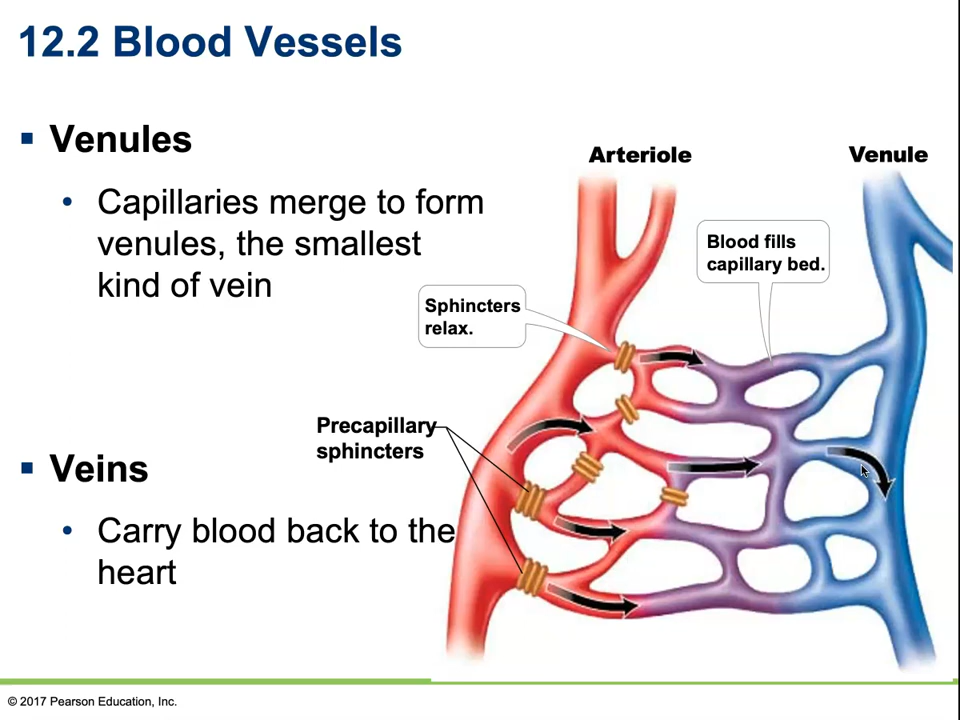 12.2 Blood Vessels
▪ Venules
• Capillaries merge to form
venules, the smallest
kind of vein
▪ Veins
• Carry blood back to the
heart
Arteriole
Venule
Blood fills
capillary bed.
Sphincters
relax.
Precapillary
sphincters
© 2017 Pearson Education, Inc.